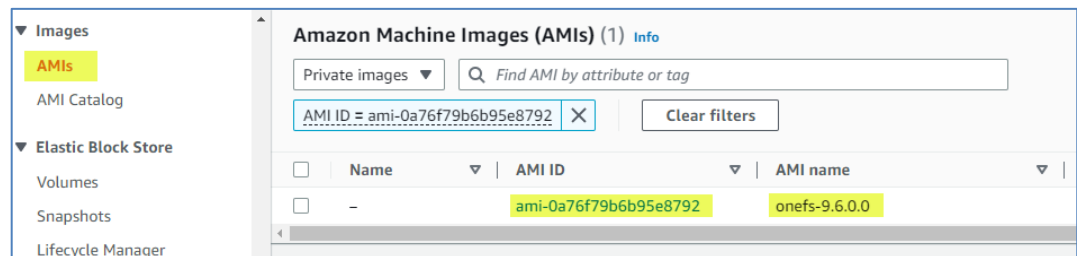 Images
AMIs
AMI Catalog
Elastic Block Store
Volumes
Snapshots
Lifecycle Manager
Amazon Machine Images (AMIs) (1) Info
Private images
Find AMI by attribute or tag
AMI ID = ami-0a76f79b6b95e8792
Clear filters
Name AMI ID AMI name
– ami-0a76f79b6b95e8792 onefs-9.6.0.0